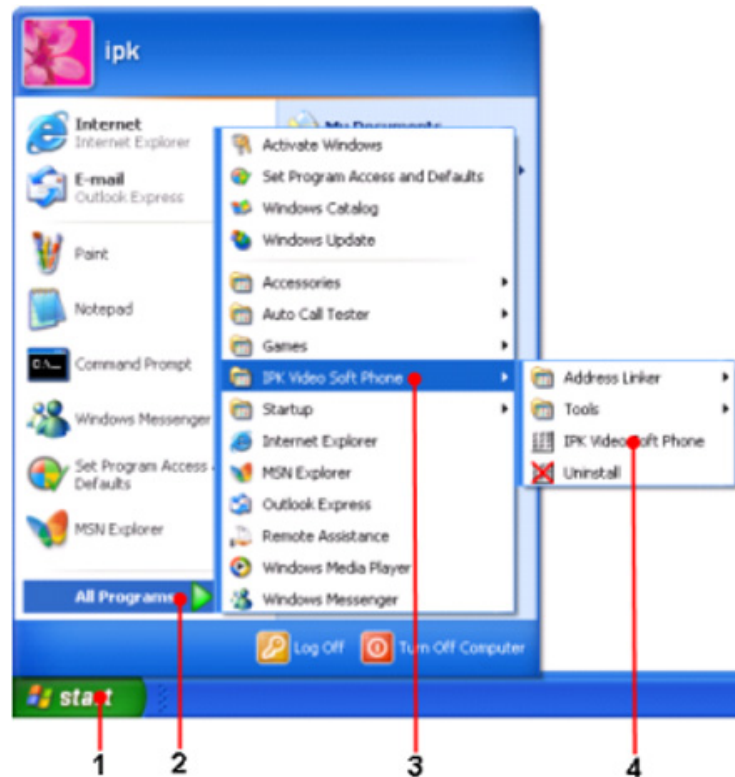 ipk
Internet
Internet Explorer
E-mail
Outlook Express
Paint
Notepad
Command Prompt
Windows Messenger
Set Program Access
Defaults
MSN Explorer
All Programs
My Documents
Activate Windows
Set Program Access and Defaults
Windows Catalog
Windows Update
Accessories
Auto Call Tester
Games
IPK Video Soft Phone
Startup
Internet Explorer
MSN Explorer
Outlook Express
Remote Assistance
Windows Media Player
Windows Messenger
Address Linker
Tools
IPK Video Soft Phone
Uninstall
Log Off
Turn Off Computer
start
1
2
3
4